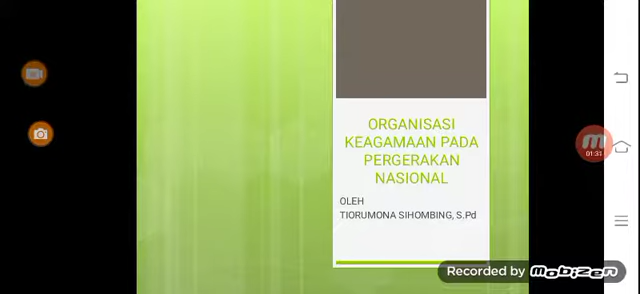 ORGANISASI
KEAGAMAAN PADA
PERGERAKAN
NASIONAL
OLEH
TIORUMONA SIHOMBING, S.Pd
01:31
Recorded by Mobizen